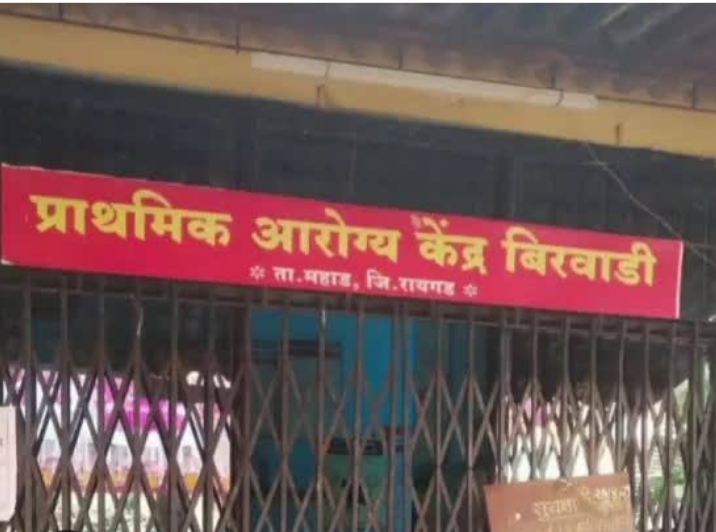 प्राथमिक आरोग्य केंद्र बिरवाडी
* ता.महाड, जि.रायगड *